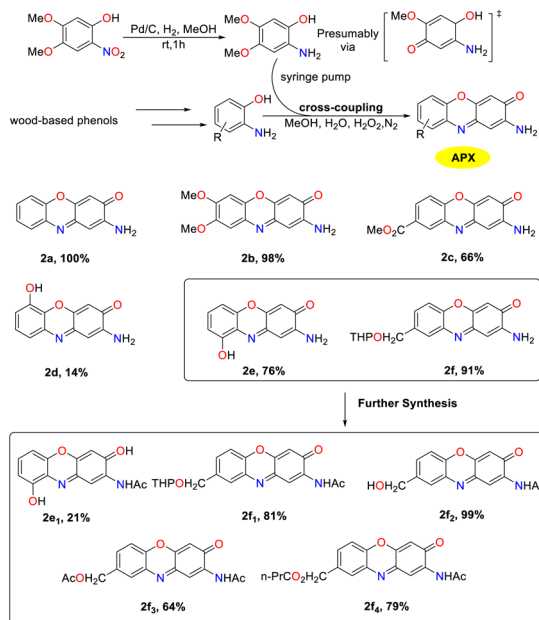 MeO
OH
MeO
NO₂
Pd/C, H₂, MeOH
rt,1h
MeO
OH
MeO
NH₂
Presumably
via
MeO
OH
O
NH₂
‡
syringe pump
wood-based phenols
OH
R
NH₂
cross-coupling
MeOH, H₂O, H₂O₂,N₂
O
O
R
N
NH₂
APX
O
O
N
NH₂
2a, 100%
MeO
O
O
MeO
N
NH₂
2b, 98%
O
O
MeO₂C
N
NH₂
2c, 66%
OH
O
O
N
NH₂
2d, 14%
O
O
N
NH₂
OH
2e, 76%
O
O
THPOH₂C
N
NH₂
2f, 91%
Further Synthesis
O
OH
N
NHAc
OH
2e₁, 21%
O
O
THPOH₂C
N
NHAc
2f₁, 81%
O
O
HOH₂C
N
2f₂, 99%
O
O
AcOH₂C
N
NHAc
2f₃, 64%
O
O
n-PrCO₂H₂C
N
NHAc
2f₄, 79%